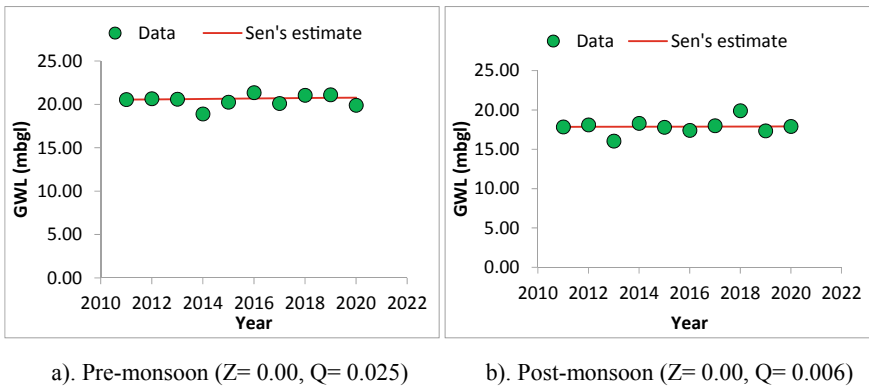 Data Sen's estimate
25.00
20.00
15.00
10.00
5.00
0.00
GWL (mbgl)
2010 2012 2014 2016 2018 2020 2022
Year
a). Pre-monsoon (Z= 0.00, Q= 0.025)
Data Sen's estimate
25.00
20.00
15.00
10.00
5.00
0.00
GWL (mbgl)
2010 2012 2014 2016 2018 2020 2022
Year
b). Post-monsoon (Z= 0.00, Q= 0.006)